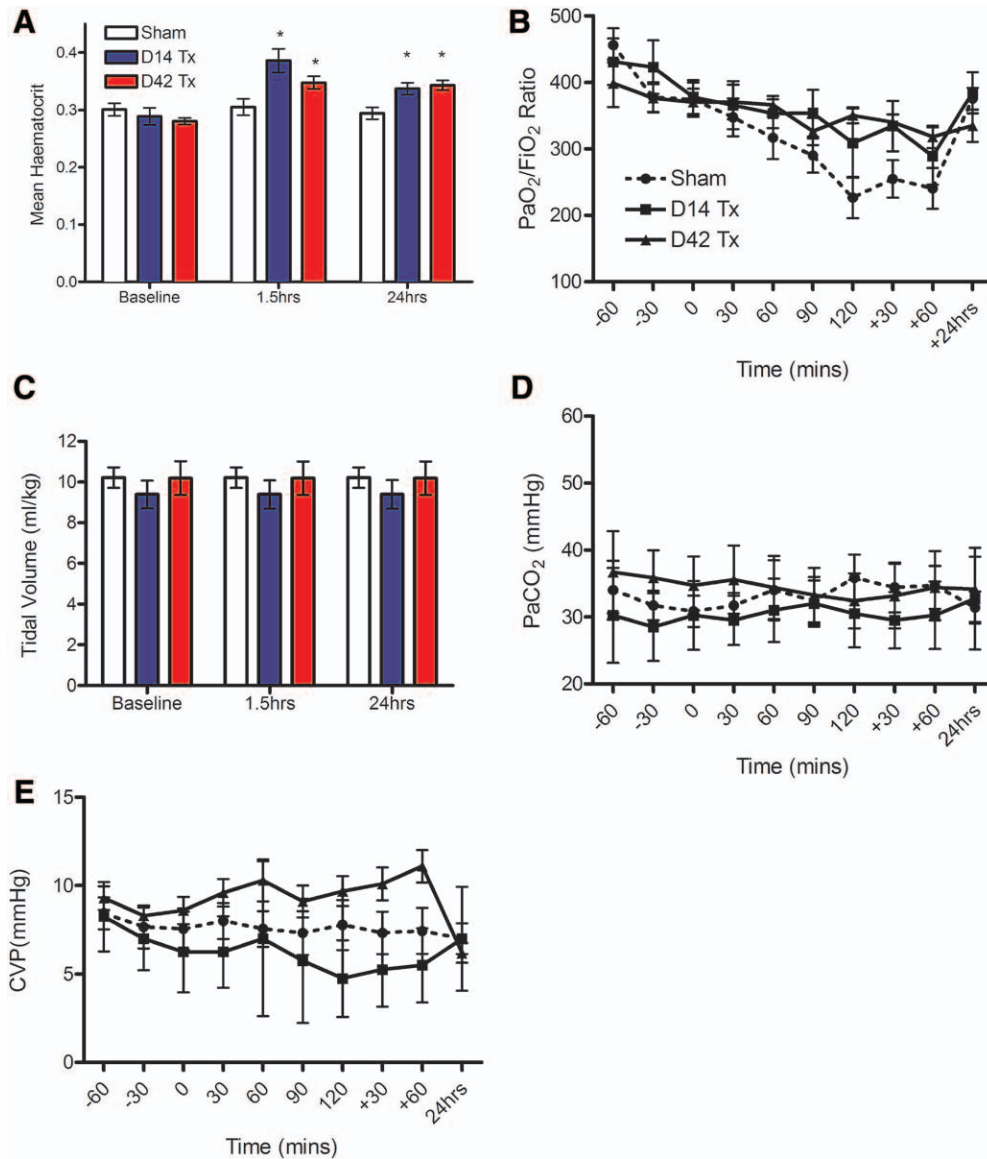 A
Sham
D14 Tx
D42 Tx
* * * *
Mean Haematocrit
0.4
0.3
0.2
0.1
0.0
Baseline 1.5hrs 24hrs
B
PaO2/FiO2 Ratio
500
400
300
200
100
Sham
D14 Tx
D42 Tx
-60 -30 0 30 60 90 120 +30 +60 +24hrs
Time (mins)
C
Tidal Volume (ml/kg)
12
10
8
6
4
2
0
Baseline 1.5hrs 24hrs
D
PaCO2 (mmHg)
60
50
40
30
20
-60 -30 0 30 60 90 120 +30 +60 24hrs
Time (mins)
E
CVP(mmHg)
15
10
5
0
-60 -30 0 30 60 90 120 +30 +60 24hrs
Time (mins)